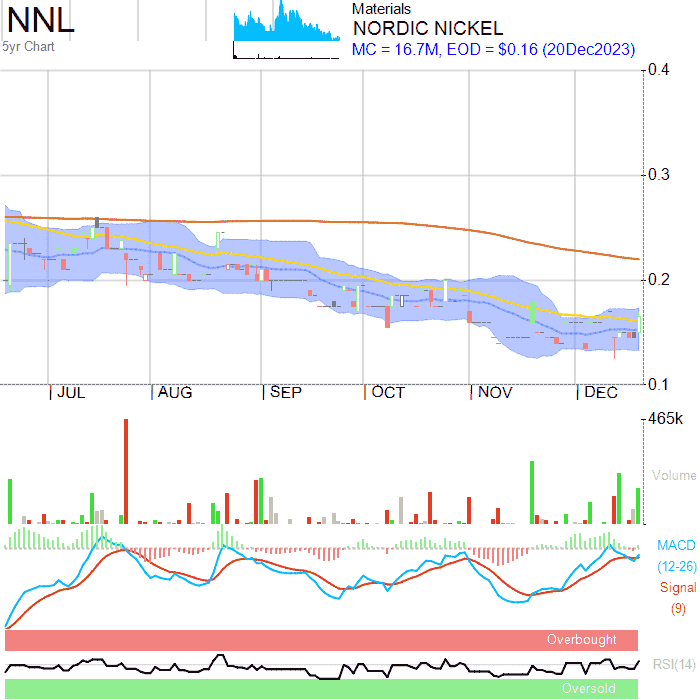 NNL
5yr Chart
Materials
NORDIC NICKEL
MC = 16.7M, EOD = $0.16 (20Dec2023)
0.4
0.3
0.2
0.1
JUL
AUG
SEP
OCT
NOV
DEC
465k
Volume
MACD
(12-26)
Signal
(9)
Overbought
RSI(14)
Oversold